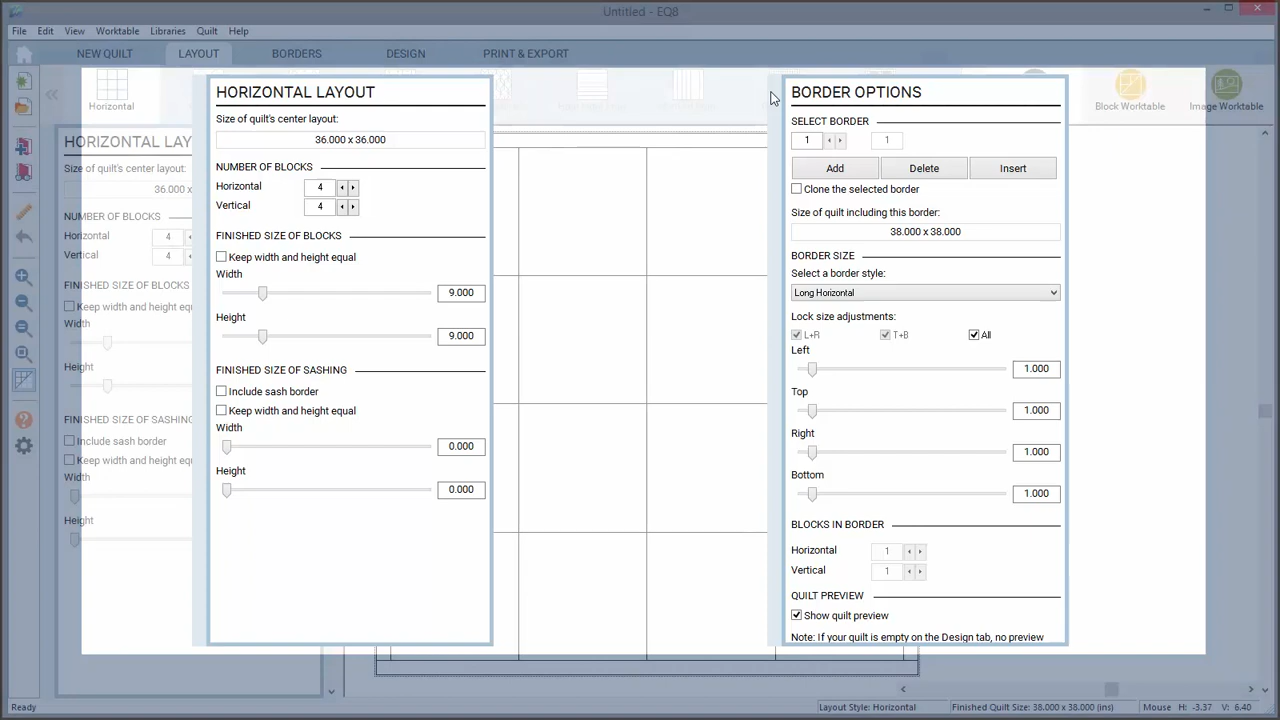 Untitled - EQ8
File Edit View Worktable Libraries Quilt Help
NEW QUILT LAYOUT BORDERS DESIGN PRINT & EXPORT
Horizontal
Block Worktable
Image Worktable
HORIZONTAL LAY
Size of quilt's center layout:
36.000 x
NUMBER OF BLOCKS
Horizontal 4
Vertical 4
FINISHED SIZE OF BLOCKS
Keep width and height equ
Width
Height
FINISHED SIZE OF SASHING
Include sash border
Keep width and height equ
Width
Height
HORIZONTAL LAYOUT
Size of quilt's center layout:
36.000 x 36.000
NUMBER OF BLOCKS
Horizontal 4
Vertical 4
FINISHED SIZE OF BLOCKS
Keep width and height equal
Width
9.000
Height
9.000
FINISHED SIZE OF SASHING
Include sash border
Keep width and height equal
Width
0.000
Height
0.000
BORDER OPTIONS
SELECT BORDER
1 1
Add Delete Insert
Clone the selected border
Size of quilt including this border:
38.000 x 38.000
BORDER SIZE
Select a border style:
Long Horizontal
Lock size adjustments:
L+R T+B All
Left
1.000
Top
1.000
Right
1.000
Bottom
1.000
BLOCKS IN BORDER
Horizontal 1
Vertical 1
QUILT PREVIEW
Show quilt preview
Note: If your quilt is empty on the Design tab, no preview
Ready
Layout Style: Horizontal
Finished Quilt Size: 38.000 x 38.000 (ins)
Mouse H: -3.37 V: 6.40